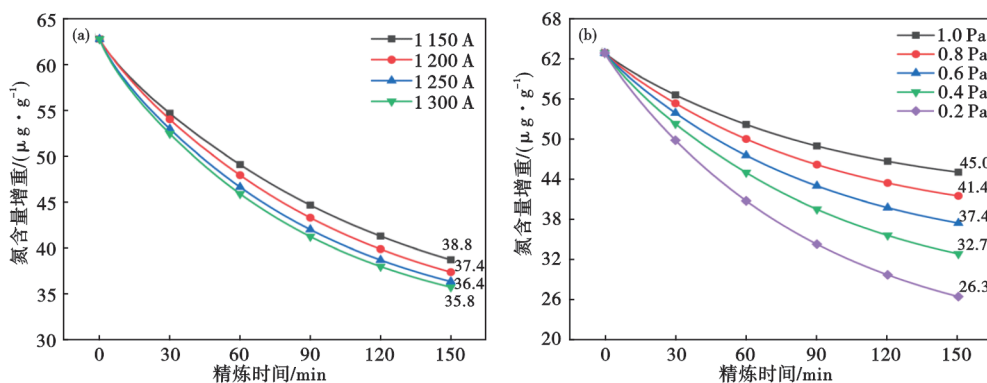 (a)
1 150 A
1 200 A
1 250 A
1 300 A
氮含量增重/(μg·g⁻¹)
65
60
55
50
45
40
35
30
38.8
37.4
36.4
35.8
0 30 60 90 120 150
精炼时间/min
(b)
1.0 Pa
0.8 Pa
0.6 Pa
0.4 Pa
0.2 Pa
氮含量增重/(μg·g⁻¹)
68
62
56
50
44
38
32
26
20
45.0
41.4
37.4
32.7
26.3
0 30 60 90 120 150
精炼时间/min